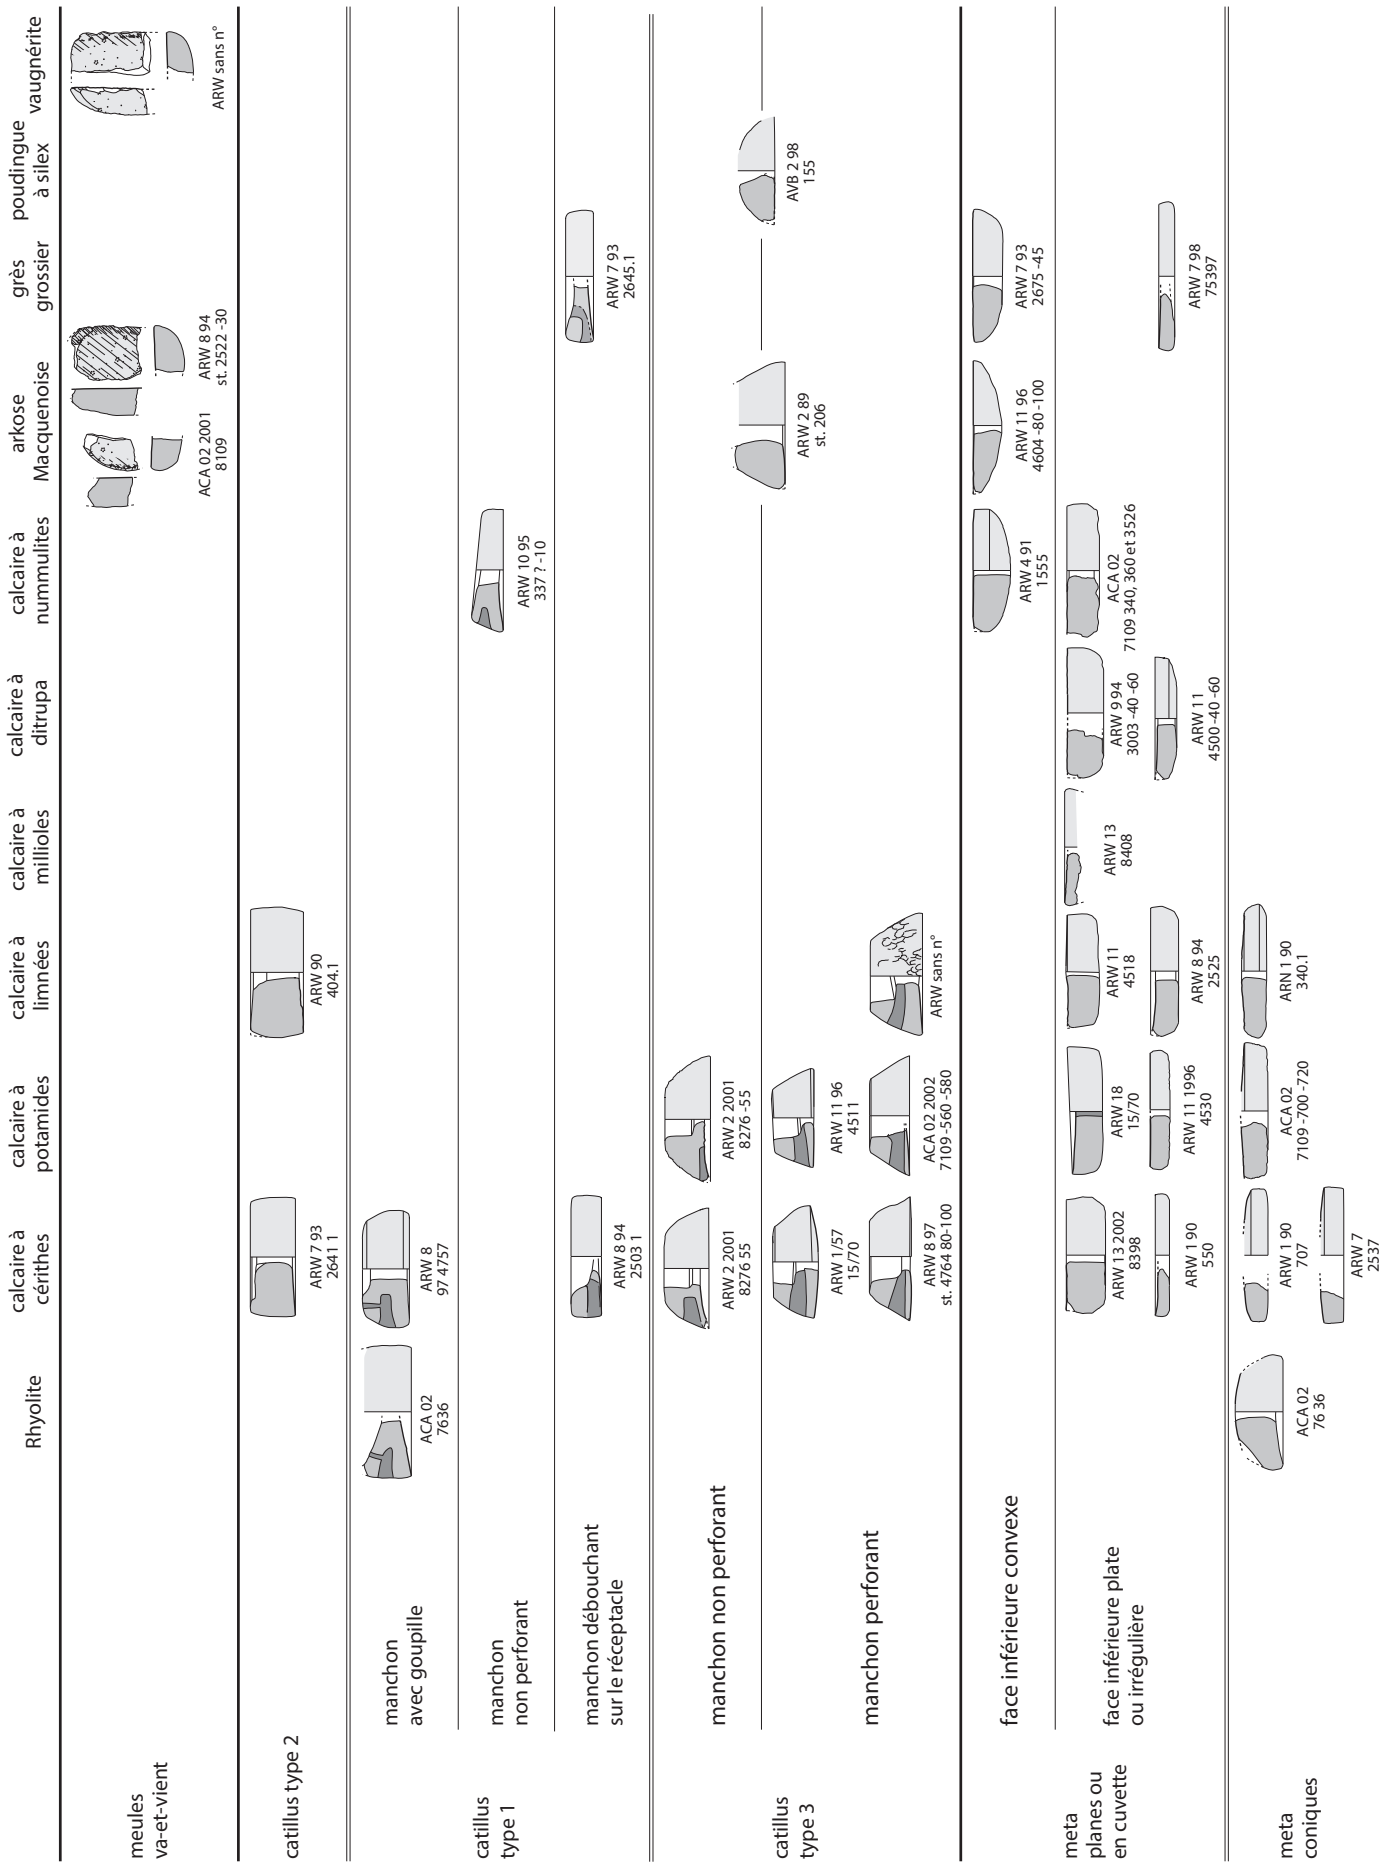 Rhyolite
calcaire à
cérithes
calcaire à
potamides
calcaire à
limnées
calcaire à
millioles
calcaire à
ditrupa
calcaire à
nummulites
arkose
Macquenoise
grès
grossier
poudingue
à silex
vaugnérite
meules
va-et-vient
ACA 02 2001
8109
ARW 8 94
st. 2522 -30
ARW sans n°
catillus type 2
ARW 7 93
2641 1
ARW 90
404.1
catillus
type 1
manchon
avec goupille
ACA 02
7636
ARW 8
97 4757
manchon
non perforant
ARW 10 95
337 ? -10
manchon débouchant
sur le réceptacle
ARW 8 94
2503 1
ARW 7 93
2645.1
catillus
type 3
manchon non perforant
ARW 2 2001
8276 55
ARW 2 2001
8276 -55
ARW 2 89
st. 206
AVB 2 98
155
manchon perforant
ARW 1/57
15/70
ARW 11 96
4511
ARW 8 97
st. 4764 80-100
ACA 02 2002
7109 -560 -580
ARW sans n°
meta
planes ou
en cuvette
face inférieure convexe
ARW 4 91
1555
ARW 11 96
4604 -80 -100
ARW 7 93
2675 -45
face inférieure plate
ou irrégulière
ARW 13 2002
8398
ARW 18
15/70
ARW 11
4518
ARW 13
8408
ARW 9 94
3003 -40 -60
ACA 02
7109 340, 360 et 3526
ARW 1 90
550
ARW 11 1996
4530
ARW 8 94
2525
ARW 11
4500 -40 -60
ARW 7 98
75397
meta
coniques
ACA 02
76 36
ARW 1 90
707
ACA 02
7109 -700 -720
ARN 1 90
340.1
ARW 7
2537